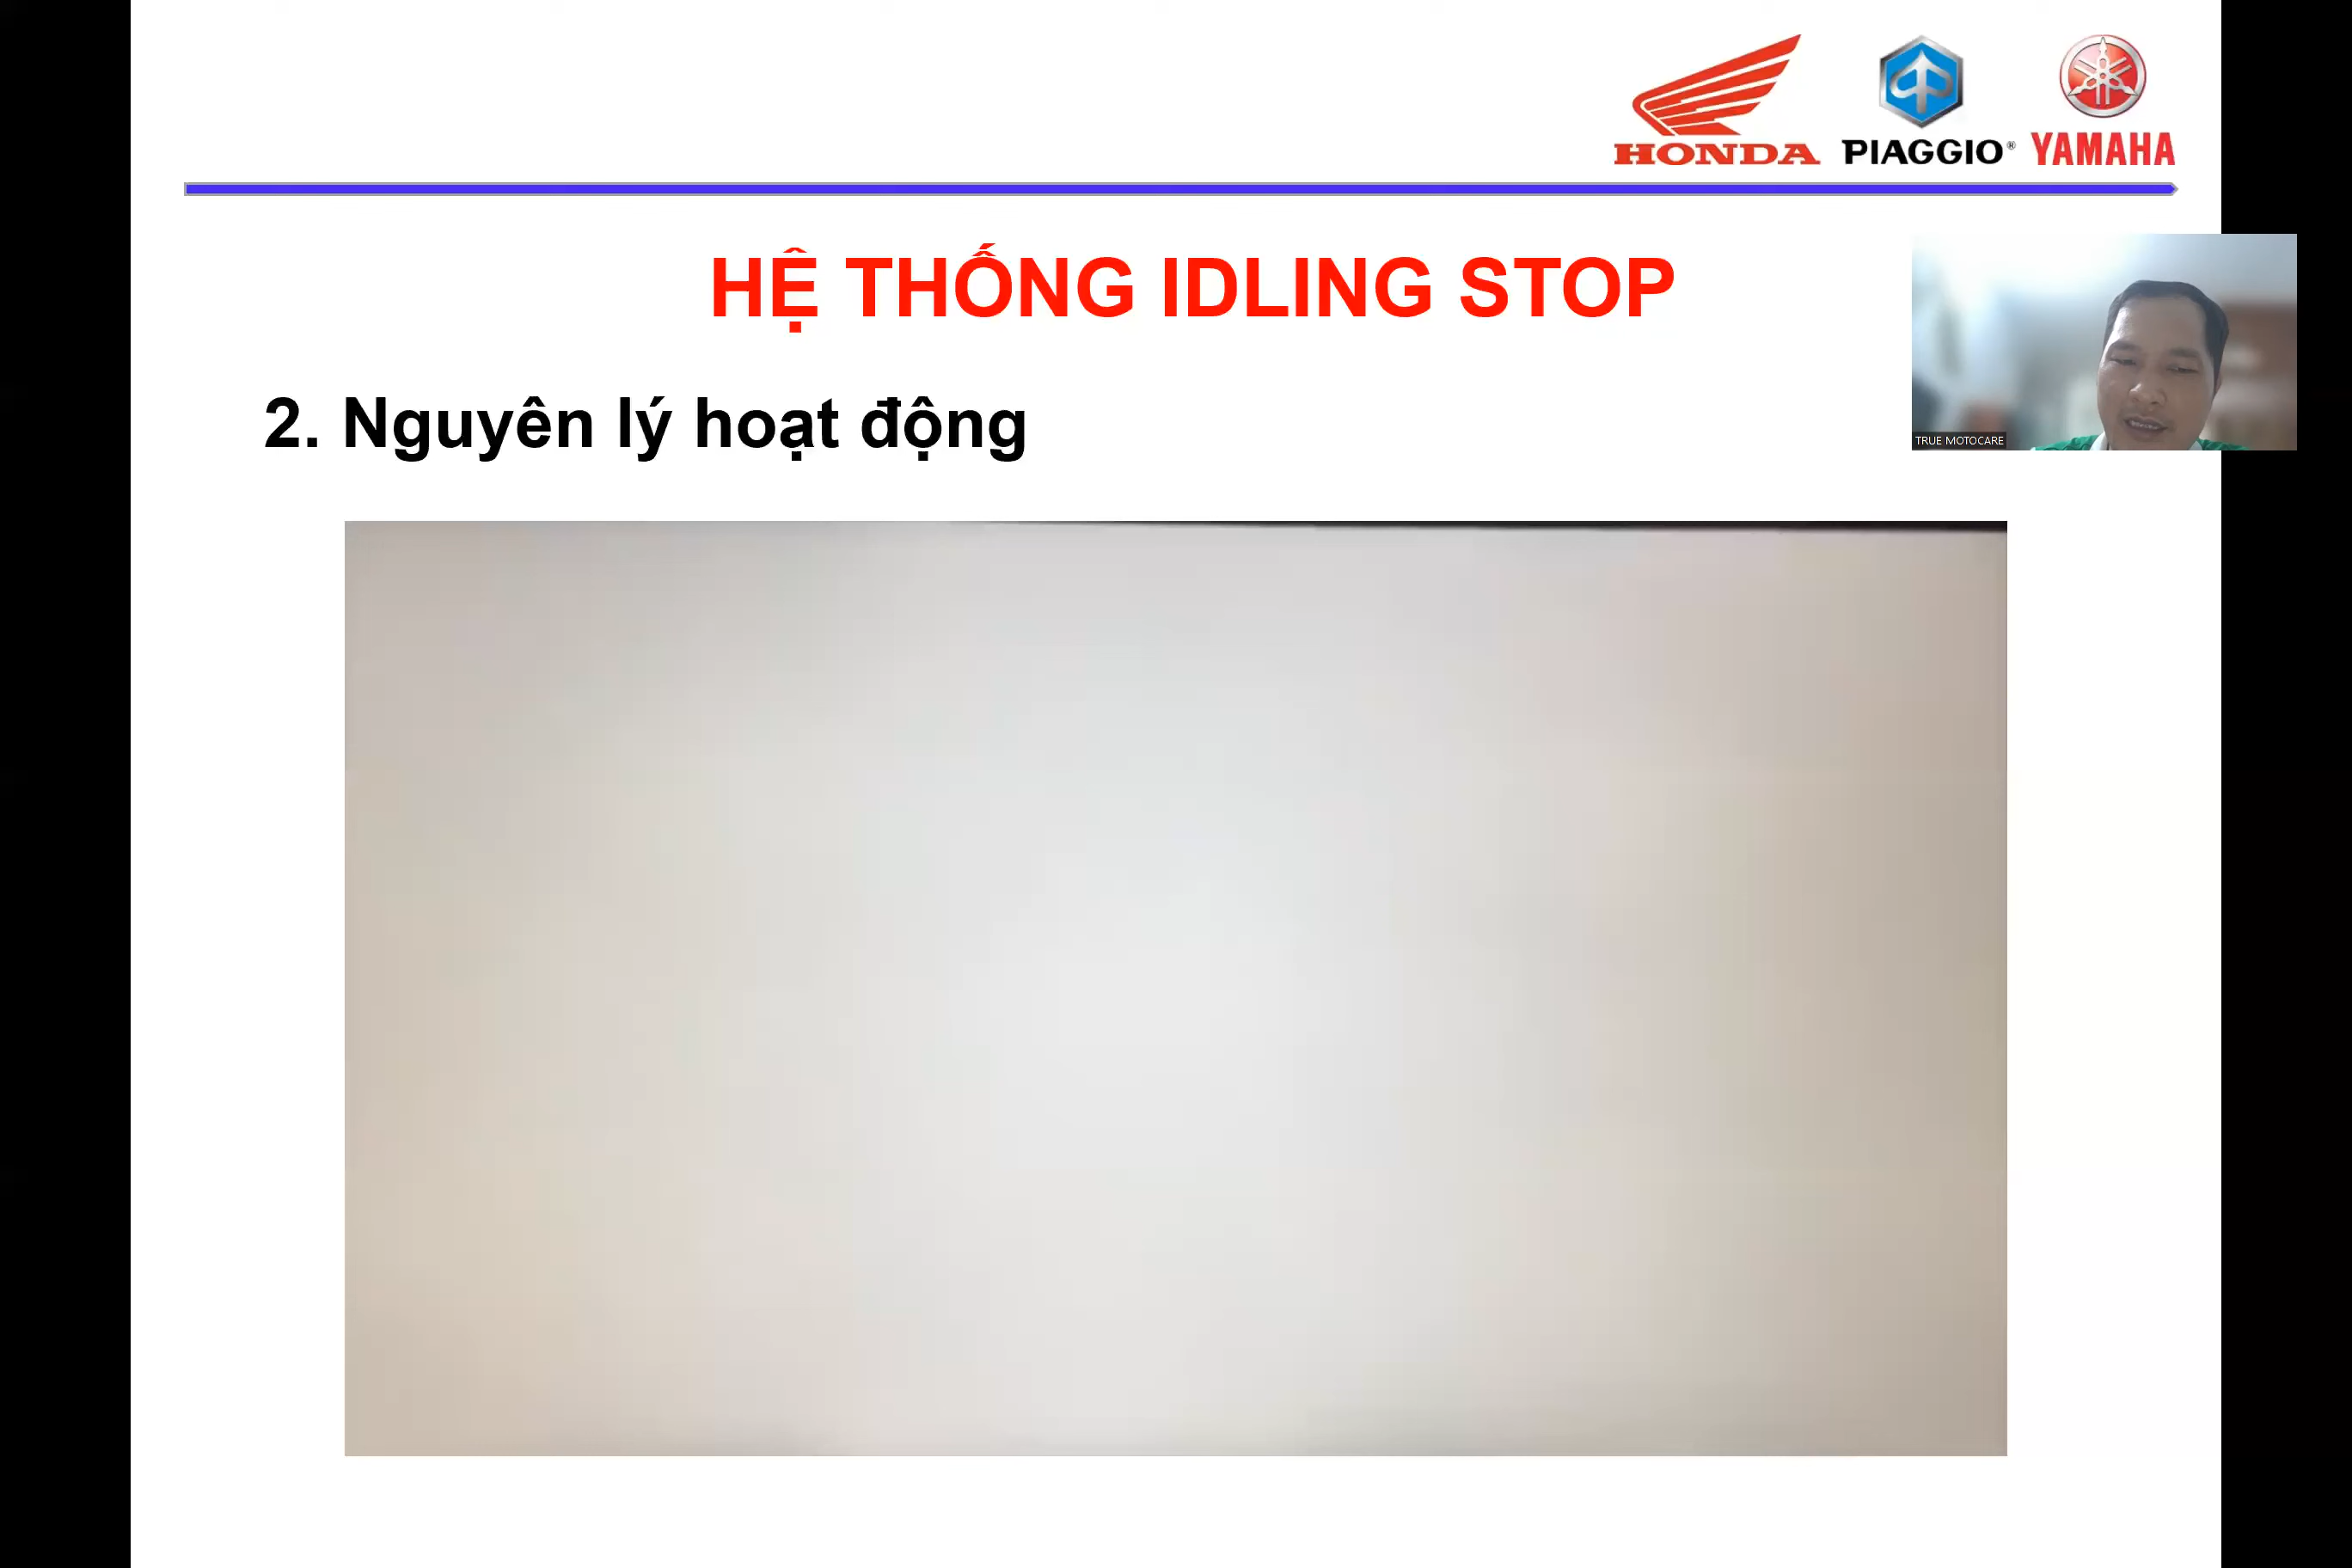 HONDA PIAGGIO® YAMAHA
HỆ THỐNG IDLING STOP
2. Nguyên lý hoạt động
TRUE MOTOCARE